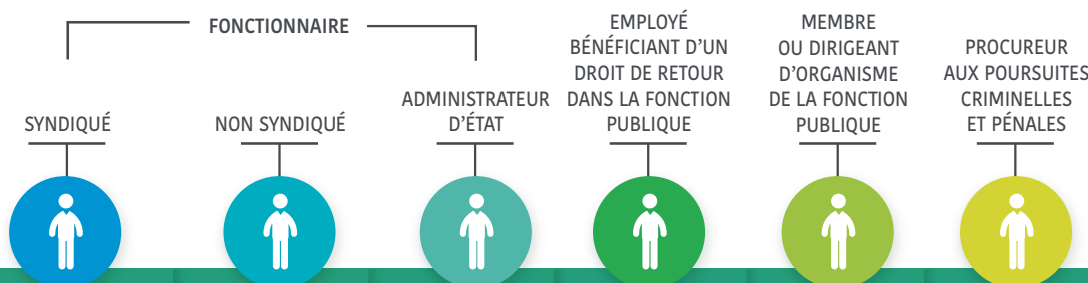 FONCTIONNAIRE
SYNDIQUÉ
NON SYNDIQUÉ
ADMINISTRATEUR
D’ÉTAT
EMPLOYÉ
BÉNÉFICIANT D’UN
DROIT DE RETOUR
DANS LA FONCTION
PUBLIQUE
MEMBRE
OU DIRIGEANT
D’ORGANISME
DE LA FONCTION
PUBLIQUE
PROCUREUR
AUX POURSUITES
CRIMINELLES
ET PÉNALES